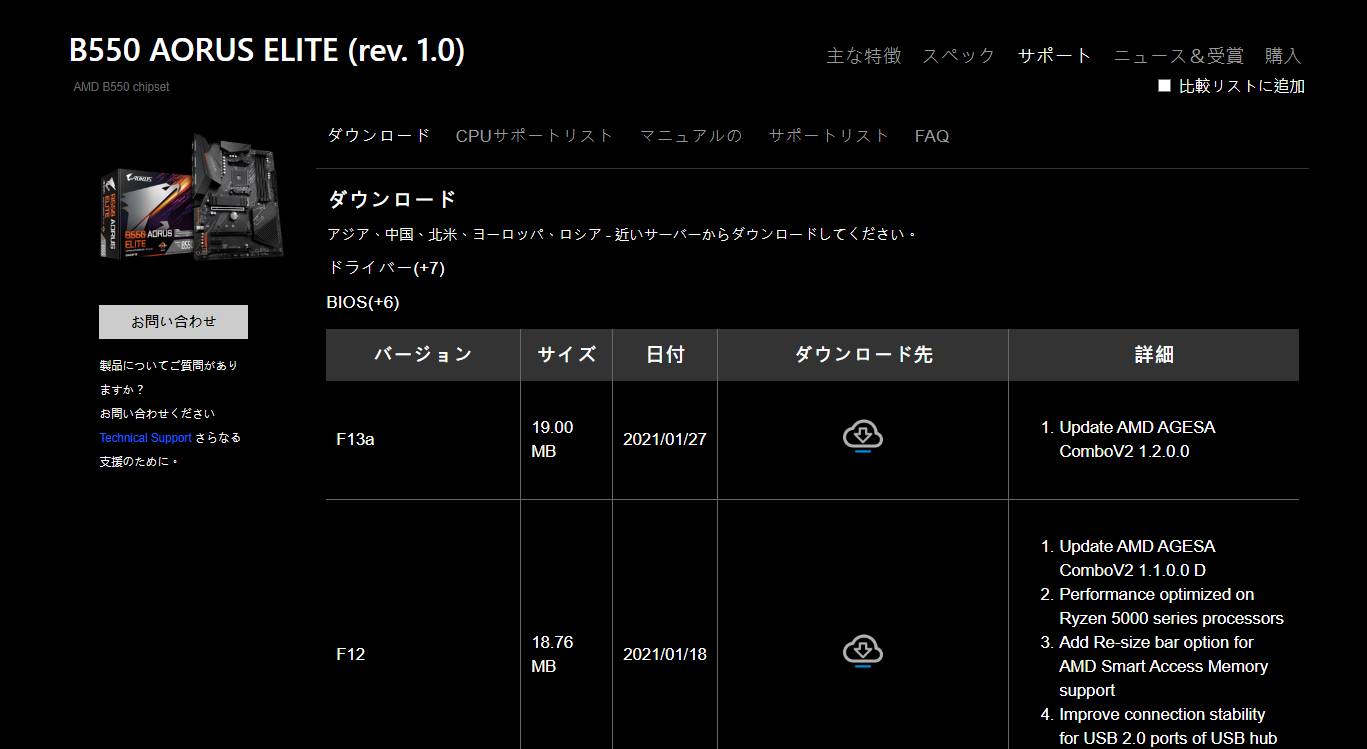 B550 AORUS ELITE (rev. 1.0)
AMD B550 chipset
主な特徴 スペック サポート ニュース＆受賞 購入
比較リストに追加
ダウンロード CPUサポートリスト マニュアルの サポートリスト FAQ
AORUS
B550 AORUS ELITE
B550 AORUS
ELITE
B550
お問い合わせ
製品についてご質問があり
ますか？
お問い合わせください
Technical Support さらなる
支援のために。
ダウンロード
アジア、中国、北米、ヨーロッパ、ロシア - 近いサーバーからダウンロードしてください。
ドライバー(+7)
BIOS(+6)
バージョン サイズ 日付 ダウンロード先 詳細
F13a
19.00
MB
2021/01/27
1. Update AMD AGESA
ComboV2 1.2.0.0
F12
18.76
MB
2021/01/18
1. Update AMD AGESA
ComboV2 1.1.0.0 D
2. Performance optimized on
Ryzen 5000 series processors
3. Add Re-size bar option for
AMD Smart Access Memory
support
4. Improve connection stability
for USB 2.0 ports of USB hub